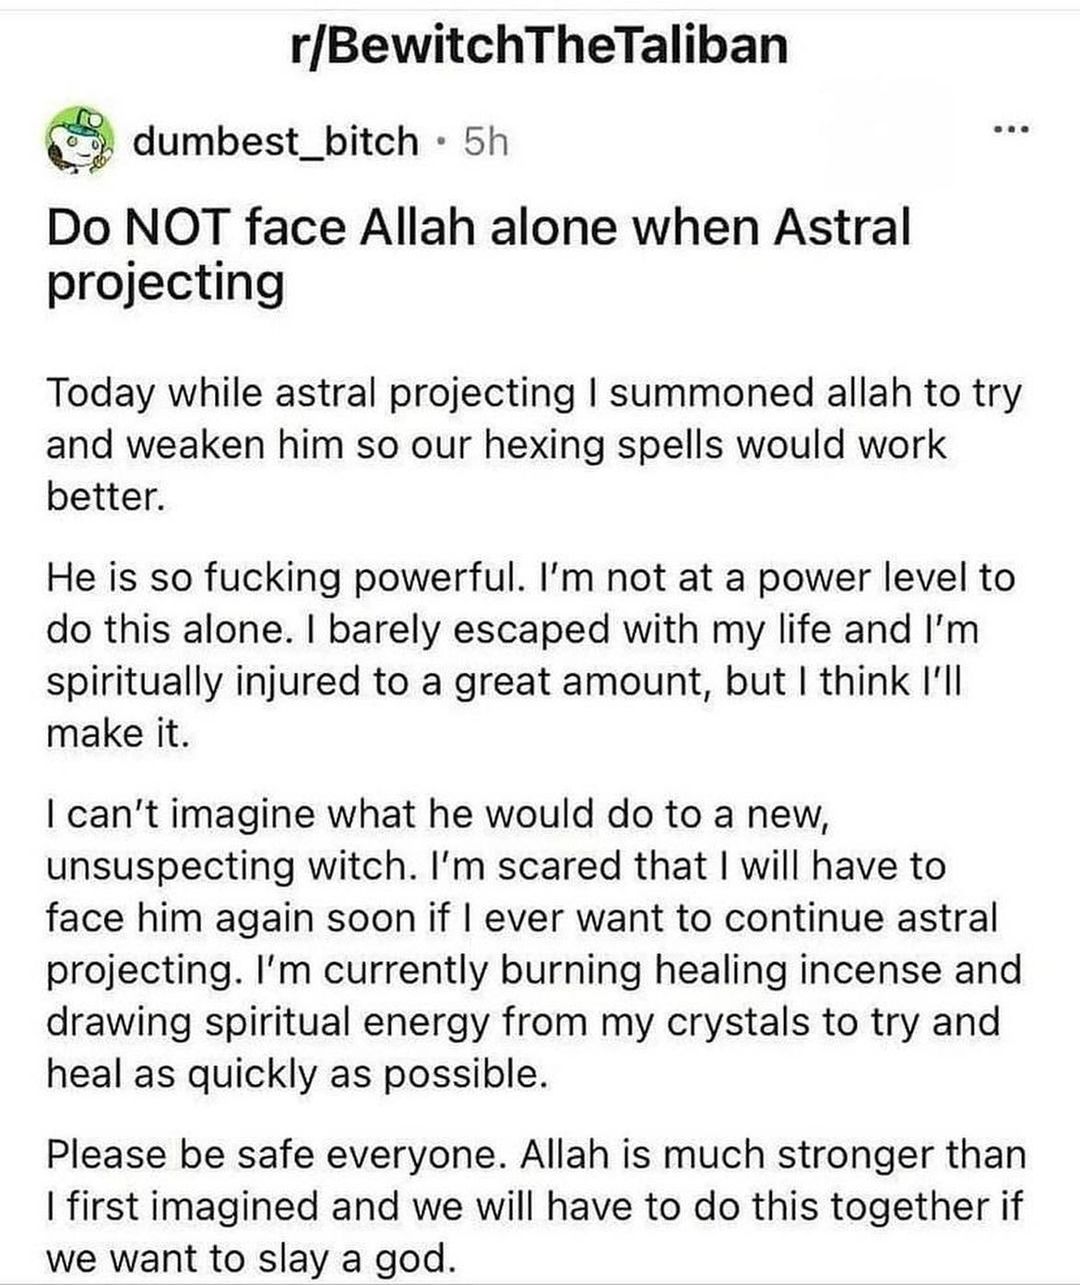 r/BewitchTheTaliban
dumbest_bitch • 5h
...
Do NOT face Allah alone when Astral
projecting
Today while astral projecting I summoned allah to try
and weaken him so our hexing spells would work
better.
He is so fucking powerful. I'm not at a power level to
do this alone. I barely escaped with my life and I'm
spiritually injured to a great amount, but I think I'll
make it.
I can't imagine what he would do to a new,
unsuspecting witch. I'm scared that I will have to
face him again soon if I ever want to continue astral
projecting. I'm currently burning healing incense and
drawing spiritual energy from my crystals to try and
heal as quickly as possible.
Please be safe everyone. Allah is much stronger than
I first imagined and we will have to do this together if
we want to slay a god.